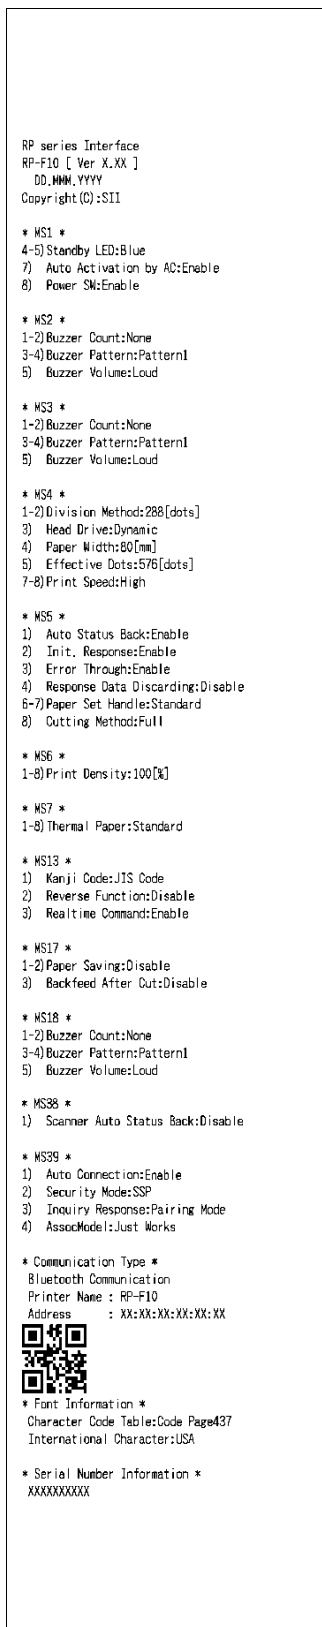 RP series Interface
RP-F10 [ Ver X.XX ]
DD.MMM.YYYY
Copyright(C):SII
* MS1 *
4-5)Standby LED:Blue
7) Auto Activation by AC:Enable
8) Power SW:Enable
* MS2 *
1-2)Buzzer Count:None
3-4)Buzzer Pattern:Pattern1
5) Buzzer Volume:Loud
* MS3 *
1-2)Buzzer Count:None
3-4)Buzzer Pattern:Pattern1
5) Buzzer Volume:Loud
* MS4 *
1-2)Division Method:288[dots]
3) Head Drive:Dynamic
4) Paper Width:80[mm]
5) Effective Dots:576[dots]
7-8)Print Speed:High
* MS5 *
1) Auto Status Back:Enable
2) Init. Response:Enable
3) Error Through:Enable
4) Response Data Discarding:Disable
6-7)Paper Set Handle:Standard
8) Cutting Method:Full
* MS6 *
1-8)Print Density:100[%]
* MS7 *
1-8)Thermal Paper:Standard
* MS13 *
1) Kanji Code:JIS Code
2) Reverse Function:Disable
3) Realtime Command:Enable
* MS17 *
1-2)Paper Saving:Disable
3) Backfeed After Cut:Disable
* MS18 *
1-2)Buzzer Count:None
3-4)Buzzer Pattern:Pattern1
5) Buzzer Volume:Loud
* MS38 *
1) Scanner Auto Status Back:Disable
* MS39 *
1) Auto Connection:Enable
2) Security Mode:SSP
3) Inquiry Response:Pairing Mode
4) AssocModel:Just Works
* Communication Type *
Bluetooth Communication
Printer Name : RP-F10
Address : XX:XX:XX:XX:XX:XX
* Font Information *
Character Code Table:Code Page437
International Character:USA
* Serial Number Information *
XXXXXXXXXX